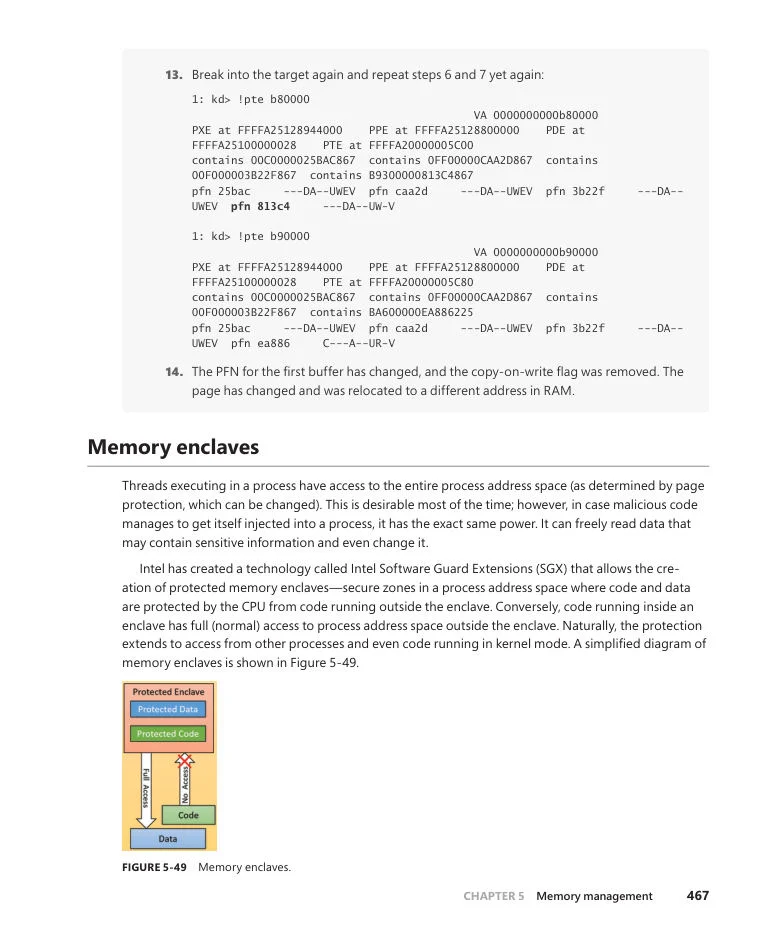 13. Break into the target again and repeat steps 6 and 7 yet again:
1: kd> !pte b80000
VA 0000000000b80000
PXE at FFFFA25128944000 PPE at FFFFA25128800000 PDE at
FFFFA25100000028 PTE at FFFFA20000005C00
contains 00C0000025BAC867 contains 0FF00000CAA2D867 contains
00F000003B22F867 contains B9300000813C4867
pfn 25bac ---DA--UWEV pfn caa2d ---DA--UWEV pfn 3b22f ---DA--
UWEV pfn 813c4 ---DA--UW-V
1: kd> !pte b90000
VA 0000000000b90000
PXE at FFFFA25128944000 PPE at FFFFA25128800000 PDE at
FFFFA25100000028 PTE at FFFFA20000005C80
contains 00C0000025BAC867 contains 0FF00000CAA2D867 contains
00F000003B22F867 contains BA600000EA886225
pfn 25bac ---DA--UWEV pfn caa2d ---DA--UWEV pfn 3b22f ---DA--
UWEV pfn ea886 C---A--UR-V
14. The PFN for the first buffer has changed, and the copy-on-write flag was removed. The
page has changed and was relocated to a different address in RAM.
Memory enclaves
Threads executing in a process have access to the entire process address space (as determined by page
protection, which can be changed). This is desirable most of the time; however, in case malicious code
manages to get itself injected into a process, it has the exact same power. It can freely read data that
may contain sensitive information and even change it.
Intel has created a technology called Intel Software Guard Extensions (SGX) that allows the cre-
ation of protected memory enclaves—secure zones in a process address space where code and data
are protected by the CPU from code running outside the enclave. Conversely, code running inside an
enclave has full (normal) access to process address space outside the enclave. Naturally, the protection
extends to access from other processes and even code running in kernel mode. A simplified diagram of
memory enclaves is shown in Figure 5-49.
Protected Enclave
Protected Data
Protected Code
Full Access
No Access
Code
Data
FIGURE 5-49 Memory enclaves.
CHAPTER 5 Memory management 467